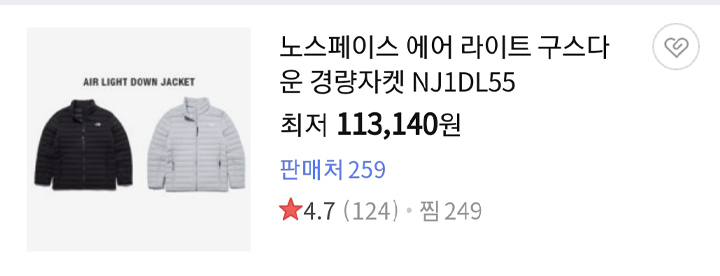 AIR LIGHT DOWN JACKET
노스페이스 에어 라이트 구스다
운 경량자켓 NJ1DL55
최저 113,140원
판매처 259
4.7 (124) · 찜 249